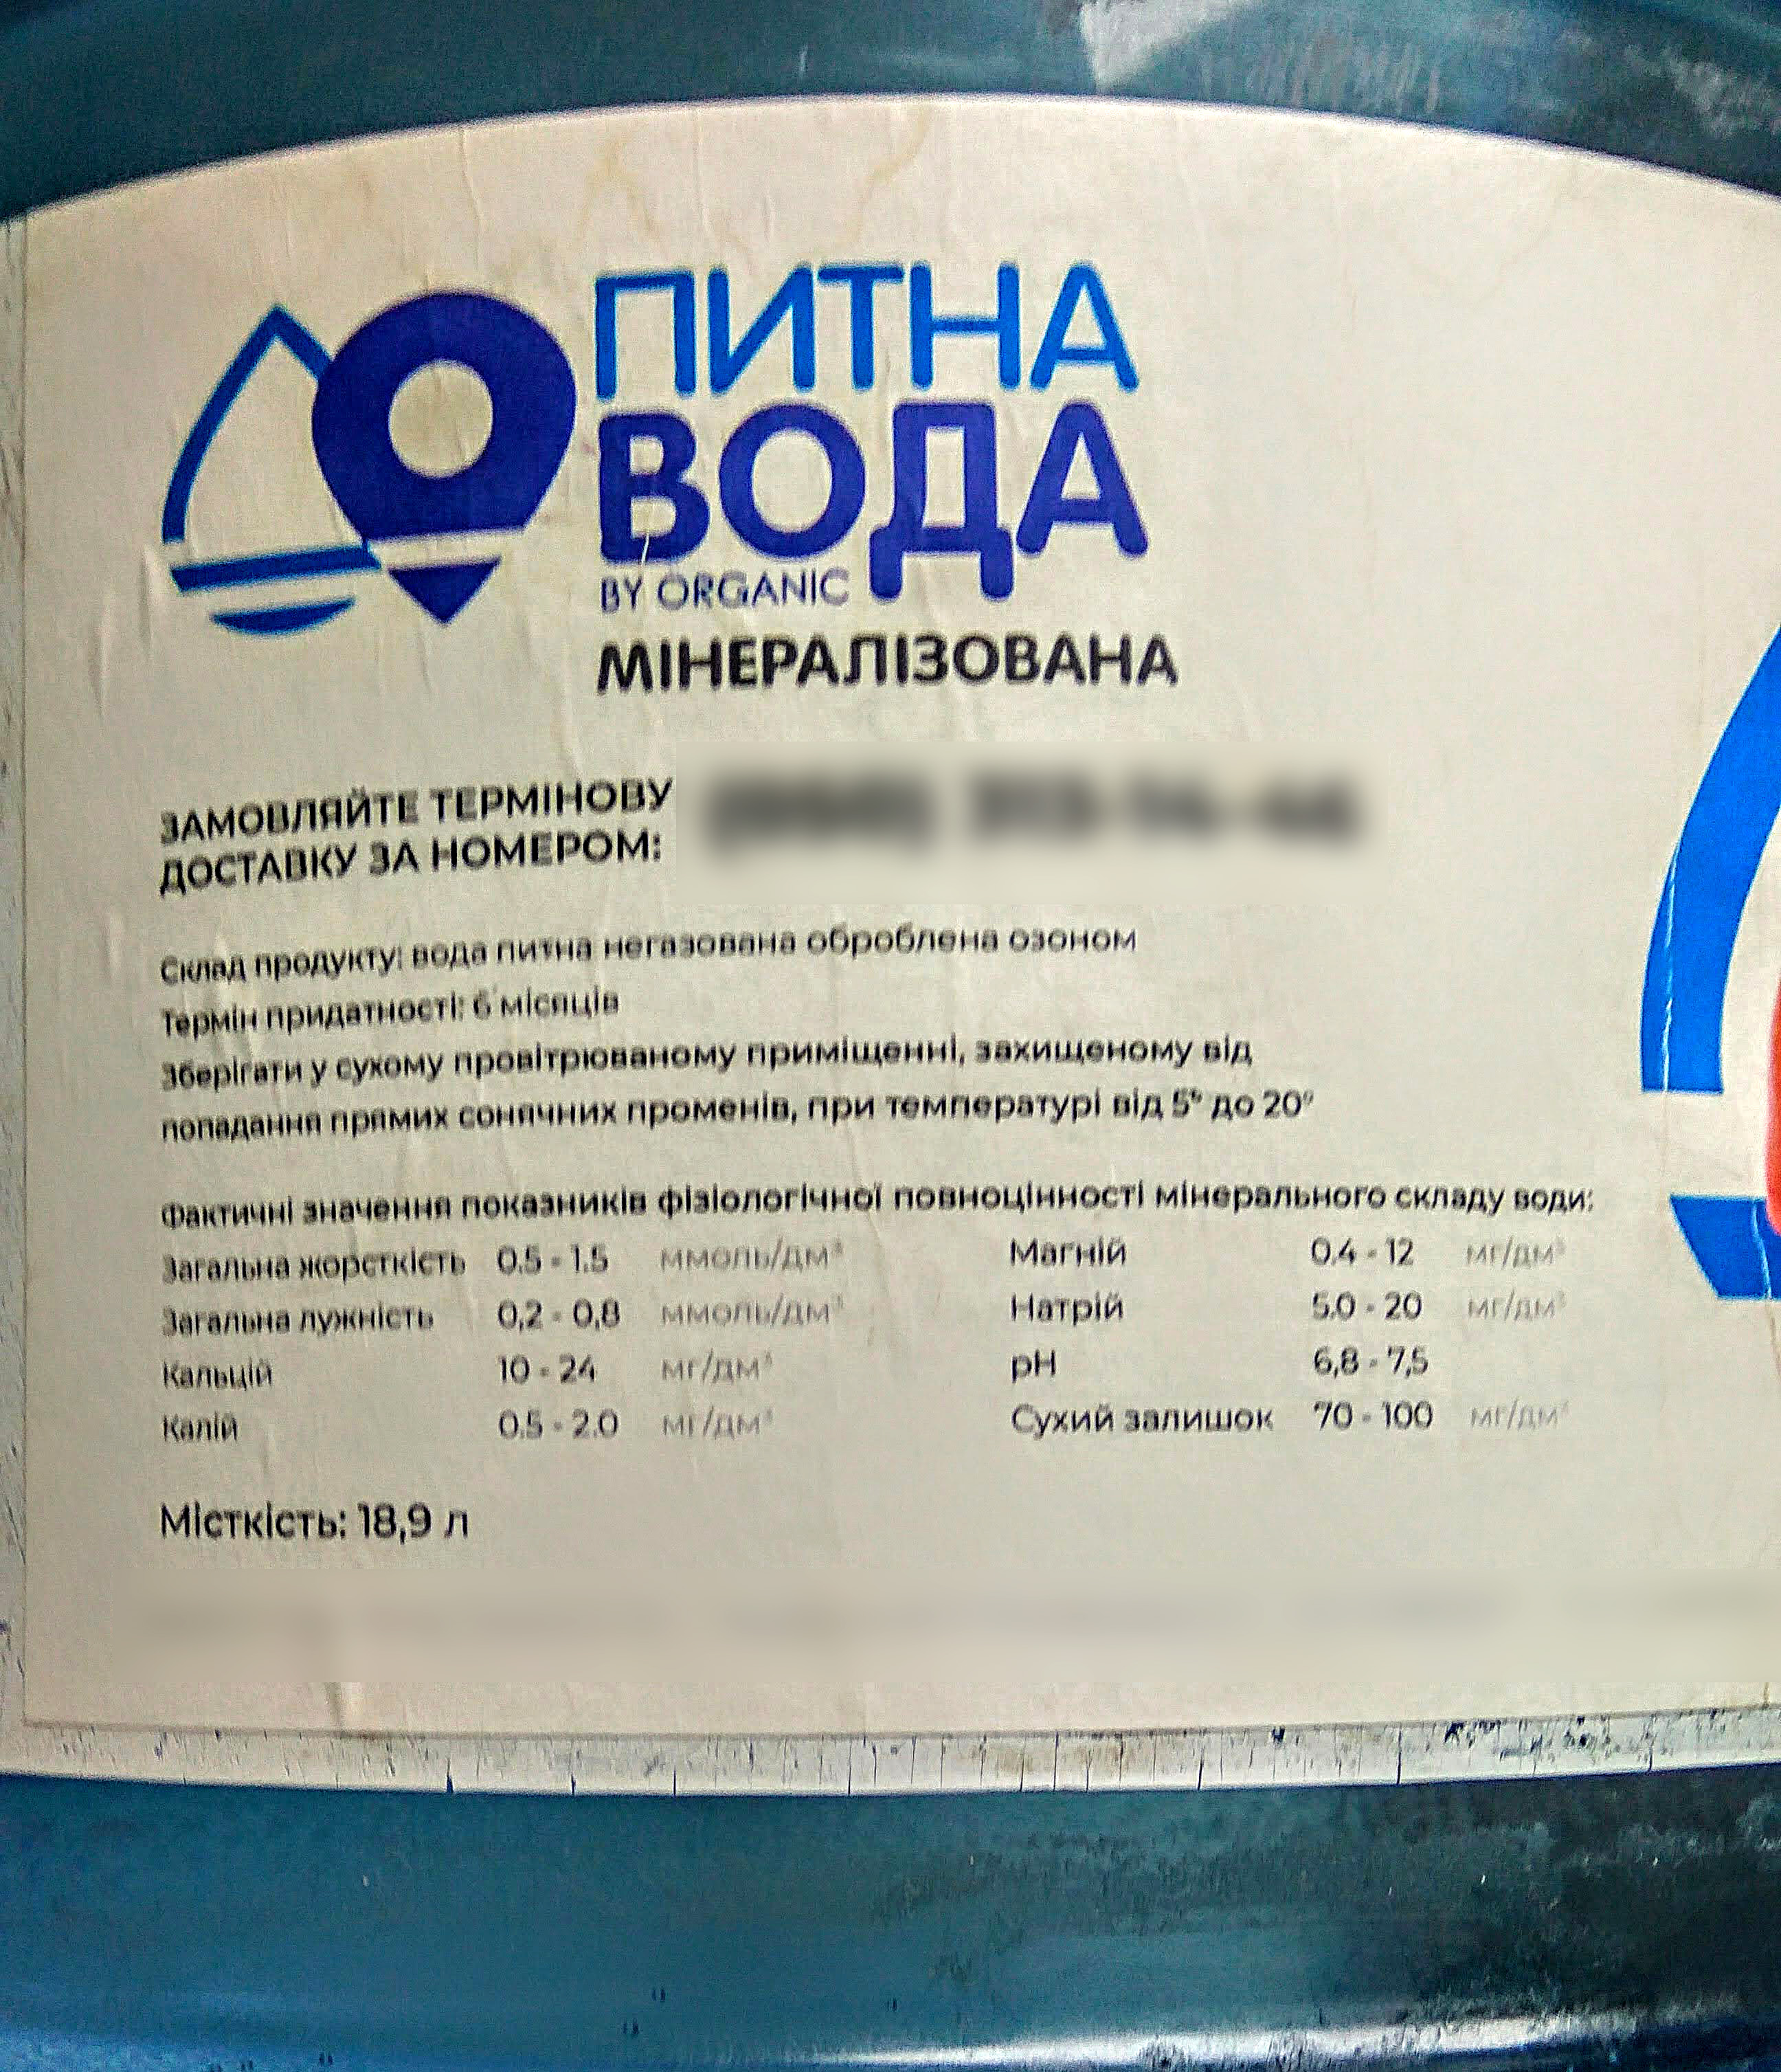 ПИТНА
ВОДА
BY ORGANIC
МІНЕРАЛІЗОВАНА
ЗАМОВЛЯЙТЕ ТЕРМІНОВУ
ДОСТАВКУ ЗА НОМЕРОМ:
Склад продукту: вода питна негазована оброблена озоном
Термін придатності: 6 місяців
Зберігати у сухому провітрюваному приміщенні, захищеному від
попадання прямих сонячних променів, при температурі від 5° до 20°
Фактичні значення показників фізіологічної повноцінності мінерального складу води:
Загальна жорсткість 0.5 - 1.5 ммоль/дм³ Магній 0.4 - 12 мг/дм³
Загальна лужність 0,2 - 0,8 ммоль/дм³ Натрій 5.0 - 20 мг/дм³
Кальцій 10 - 24 мг/дм³ pH 6,8 - 7,5
Калій 0.5 - 2.0 мг/дм³ Сухий залишок 70 - 100 мг/дм³
Місткість: 18,9 л